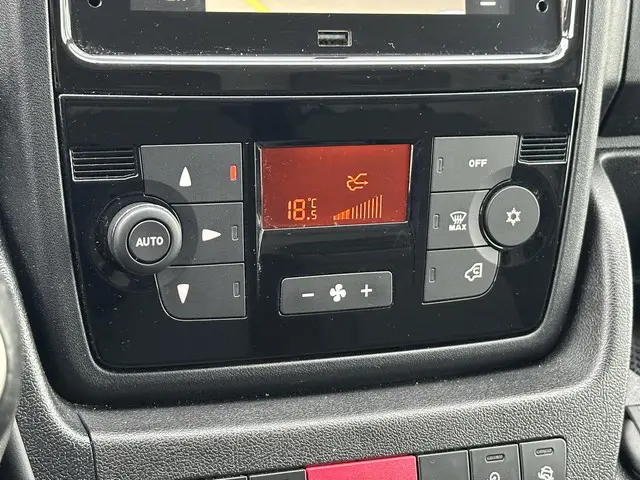 OFF
AUTO
18.5 °C
MAX
- +